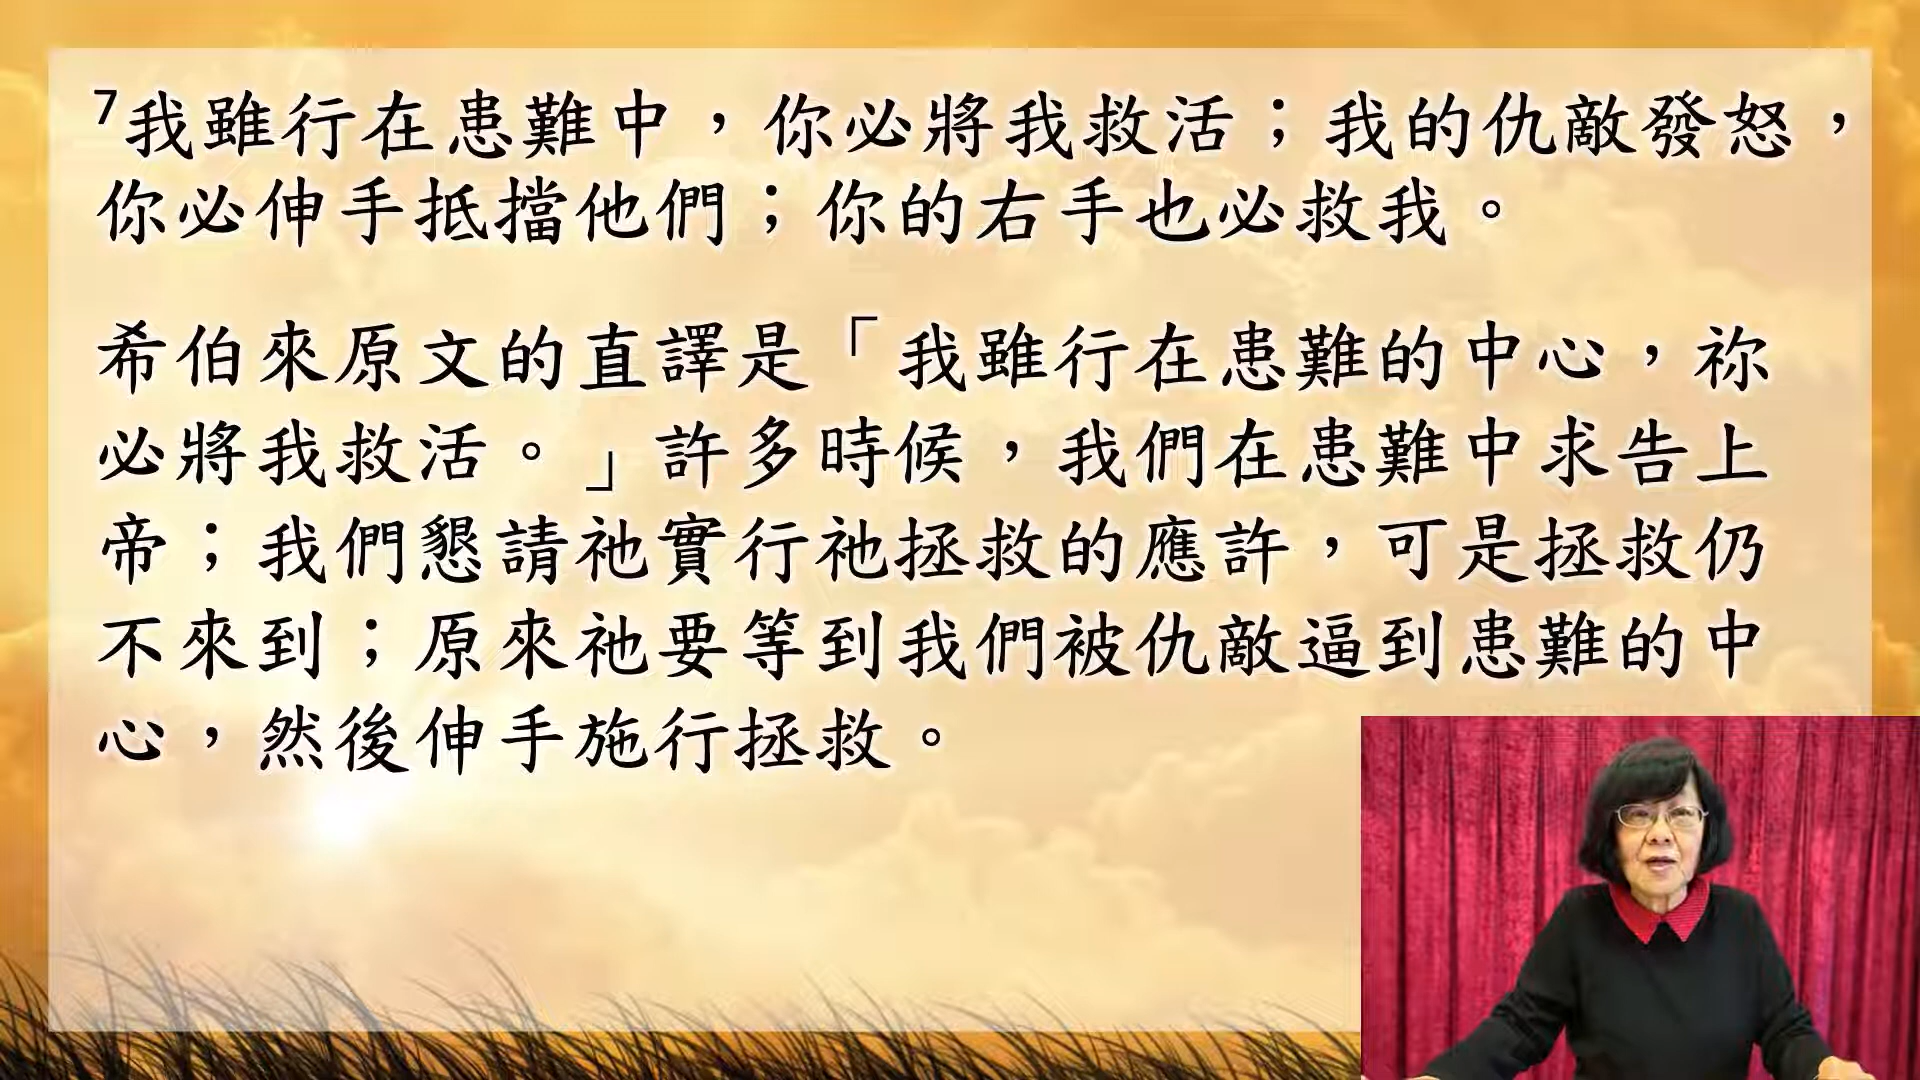 7我雖行在患難中，你必將我救活；我的仇敵發怒，
你必伸手抵擋他們；你的右手也必救我。
希伯來原文的直譯是「我雖行在患難的中心，祢
必將我救活。」許多時候，我們在患難中求告上
帝；我們懇請祂實行祂拯救的應許，可是拯救仍
不來到；原來祂要等到我們被仇敵逼到患難的中
心，然後伸手施行拯救。